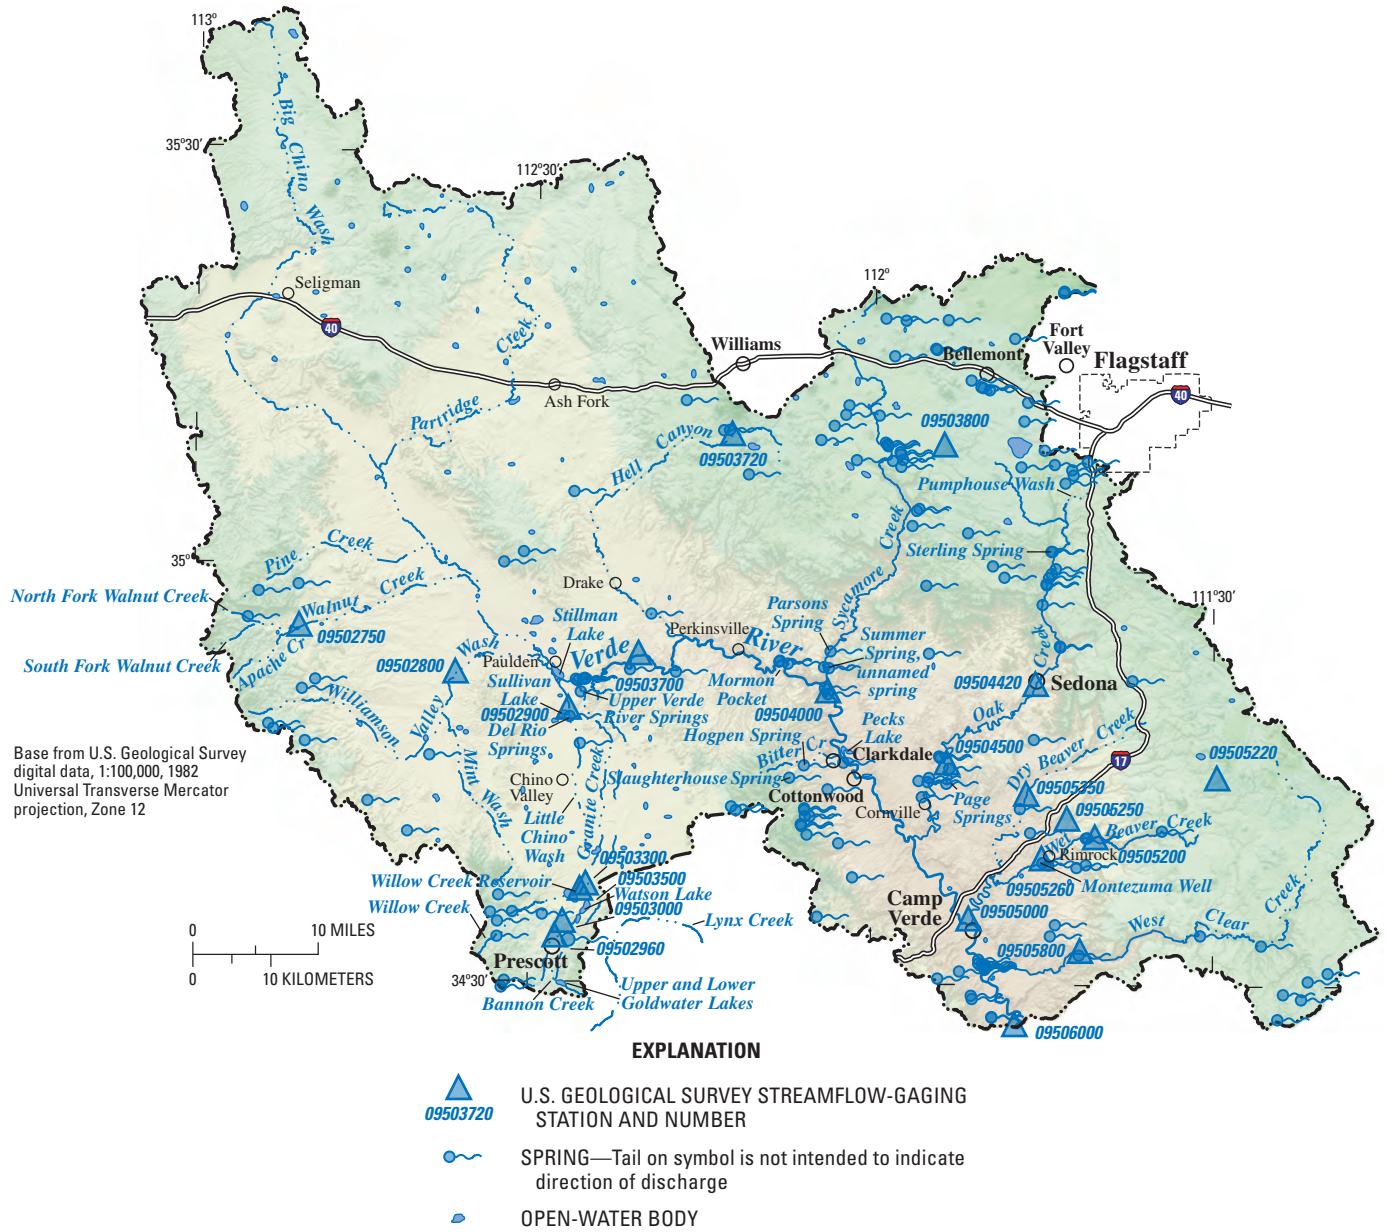 113°
35°30'
Big Chino Wash
112°30'
Seligman
40
112°
Williams
Bellemont
Fort
Valley
Flagstaff
40
Creek
Partridge
Ash Fork
Hell Canyon
09503720
09503800
Pumphouse Wash
Creek
Sycamore
Sterling Spring
35°
Pine Creek
Walnut Creek
North Fork Walnut Creek
09502750
South Fork Walnut Creek
Apache Cr
Drake
Stillman
Lake
Perkinsville
Parsons
Spring
111°30'
Verde River
Summer
Spring,
unnamed
spring
09502800
Wash
Paulden
Sullivan
Lake
09502900
Del Rio
Springs
09503700
Upper Verde
River Springs
Mormon
Pocket
09504000
Hogpen Spring
Pecks
Lake
Oak Creek
09504420
Sedona
Williamson Valley
Mint Wash
Base from U.S. Geological Survey
digital data, 1:100,000, 1982
Universal Transverse Mercator
projection, Zone 12
Chino
Valley
Little
Chino
Wash
Granite Creek
Slaughterhouse Spring
Bitter Cr
Clarkdale
Cottonwood
Cornville
09504500
Page
Springs
Dry Beaver Creek
17
09505220
09505350
09505250
Wet Beaver Creek
09505200
Rimrock
09505260
Montezuma Well
09503300
Willow Creek Reservoir
09503500
Watson Lake
Willow Creek
09503000
Lynx Creek
09502960
Prescott
Camp
Verde
09505000
West Clear Creek
09505800
0 10 MILES
0 10 KILOMETERS
34°30'
Bannon Creek
Upper and Lower
Goldwater Lakes
09506000
EXPLANATION
09503720
U.S. GEOLOGICAL SURVEY STREAMFLOW-GAGING
STATION AND NUMBER
SPRING—Tail on symbol is not intended to indicate
direction of discharge
OPEN-WATER BODY